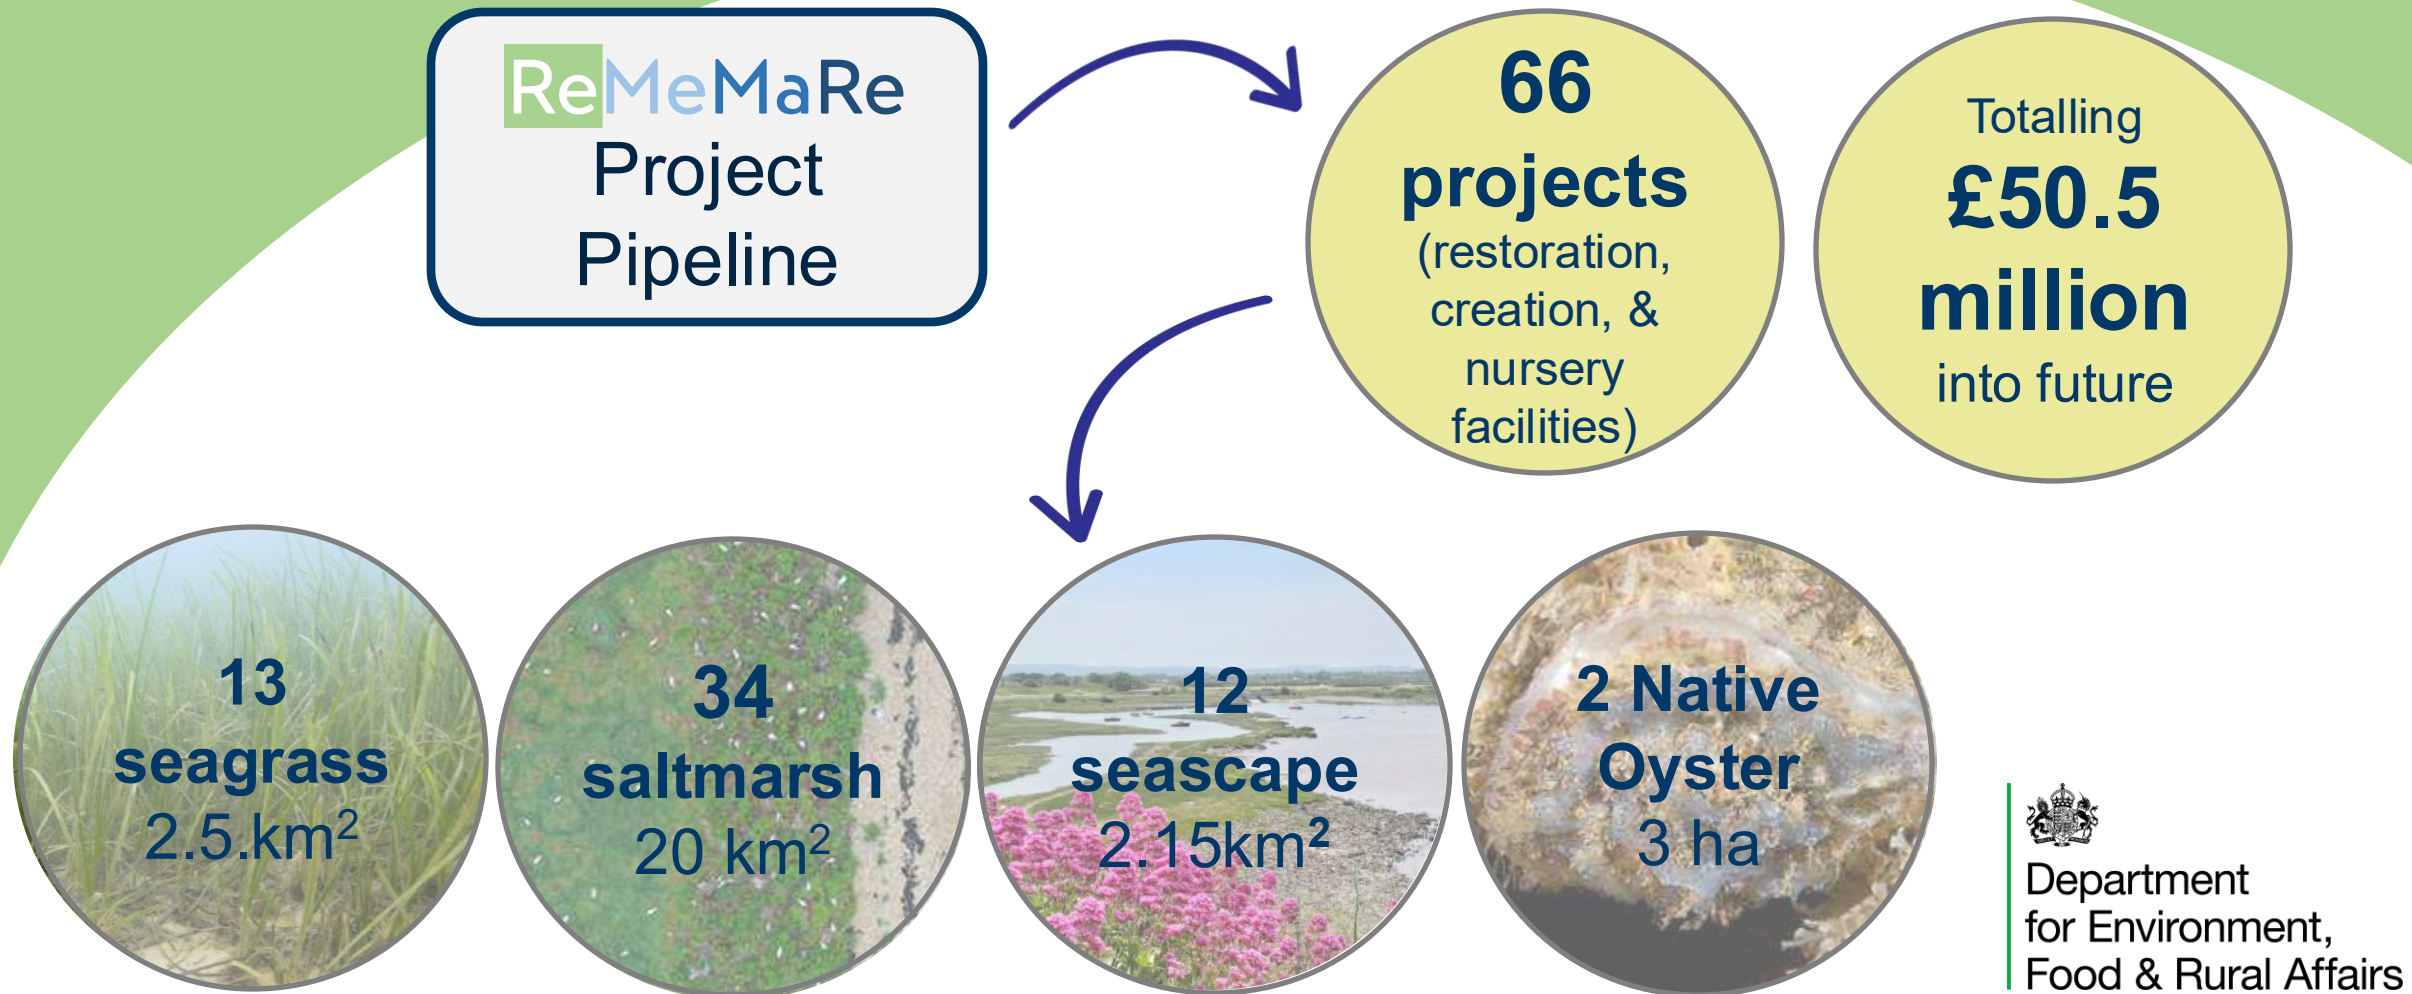 ReMeMaRe
Project
Pipeline
66
projects
(restoration,
creation, &
nursery
facilities)
Totalling
£50.5
million
into future
13
seagrass
2.5.km²
34
saltmarsh
20 km²
12
seascape
2.15km²
2 Native
Oyster
3 ha
Department
for Environment,
Food & Rural Affairs